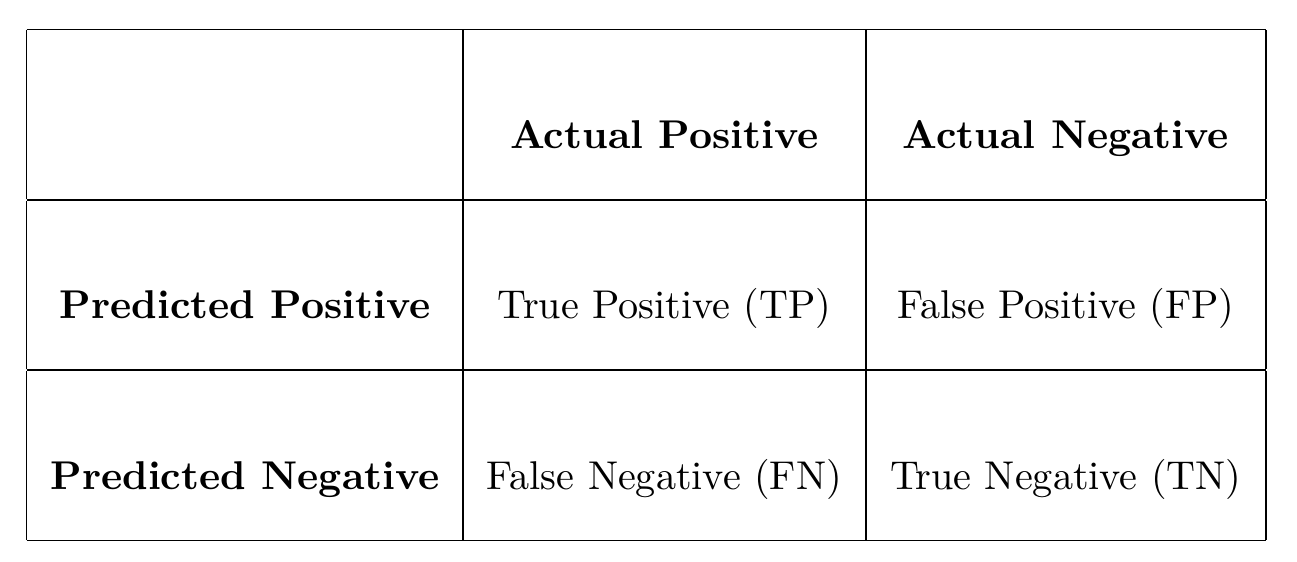 Actual Positive Actual Negative
Predicted Positive True Positive (TP) False Positive (FP)
Predicted Negative False Negative (FN) True Negative (TN)